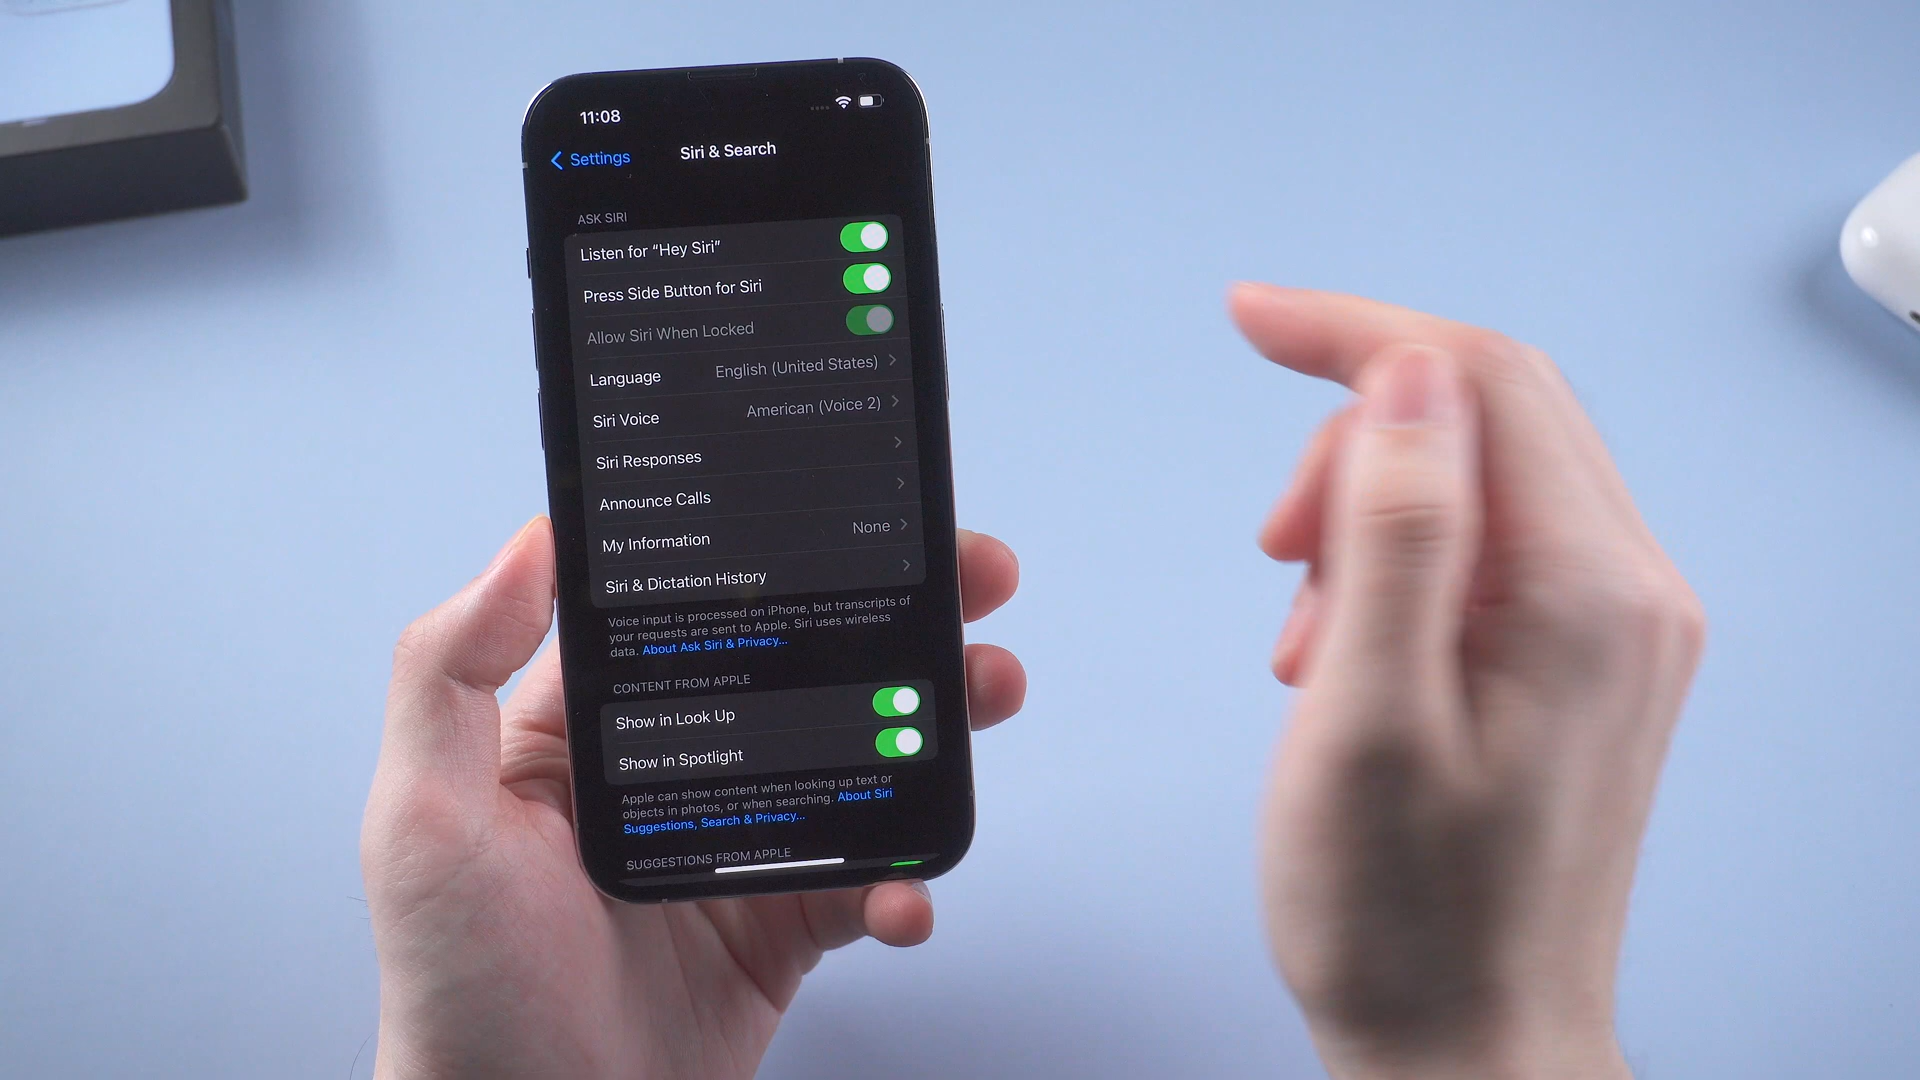 11:08
Settings
Siri & Search
ASK SIRI
Listen for “Hey Siri”
Press Side Button for Siri
Allow Siri When Locked
Language English (United States)
Siri Voice American (Voice 2)
Siri Responses
Announce Calls
My Information None
Siri & Dictation History
Voice input is processed on iPhone, but transcripts of
your requests are sent to Apple. Siri uses wireless
data. About Ask Siri & Privacy...
CONTENT FROM APPLE
Show in Look Up
Show in Spotlight
Apple can show content when looking up text or
objects in photos, or when searching. About Siri
Suggestions, Search & Privacy...
SUGGESTIONS FROM APPLE